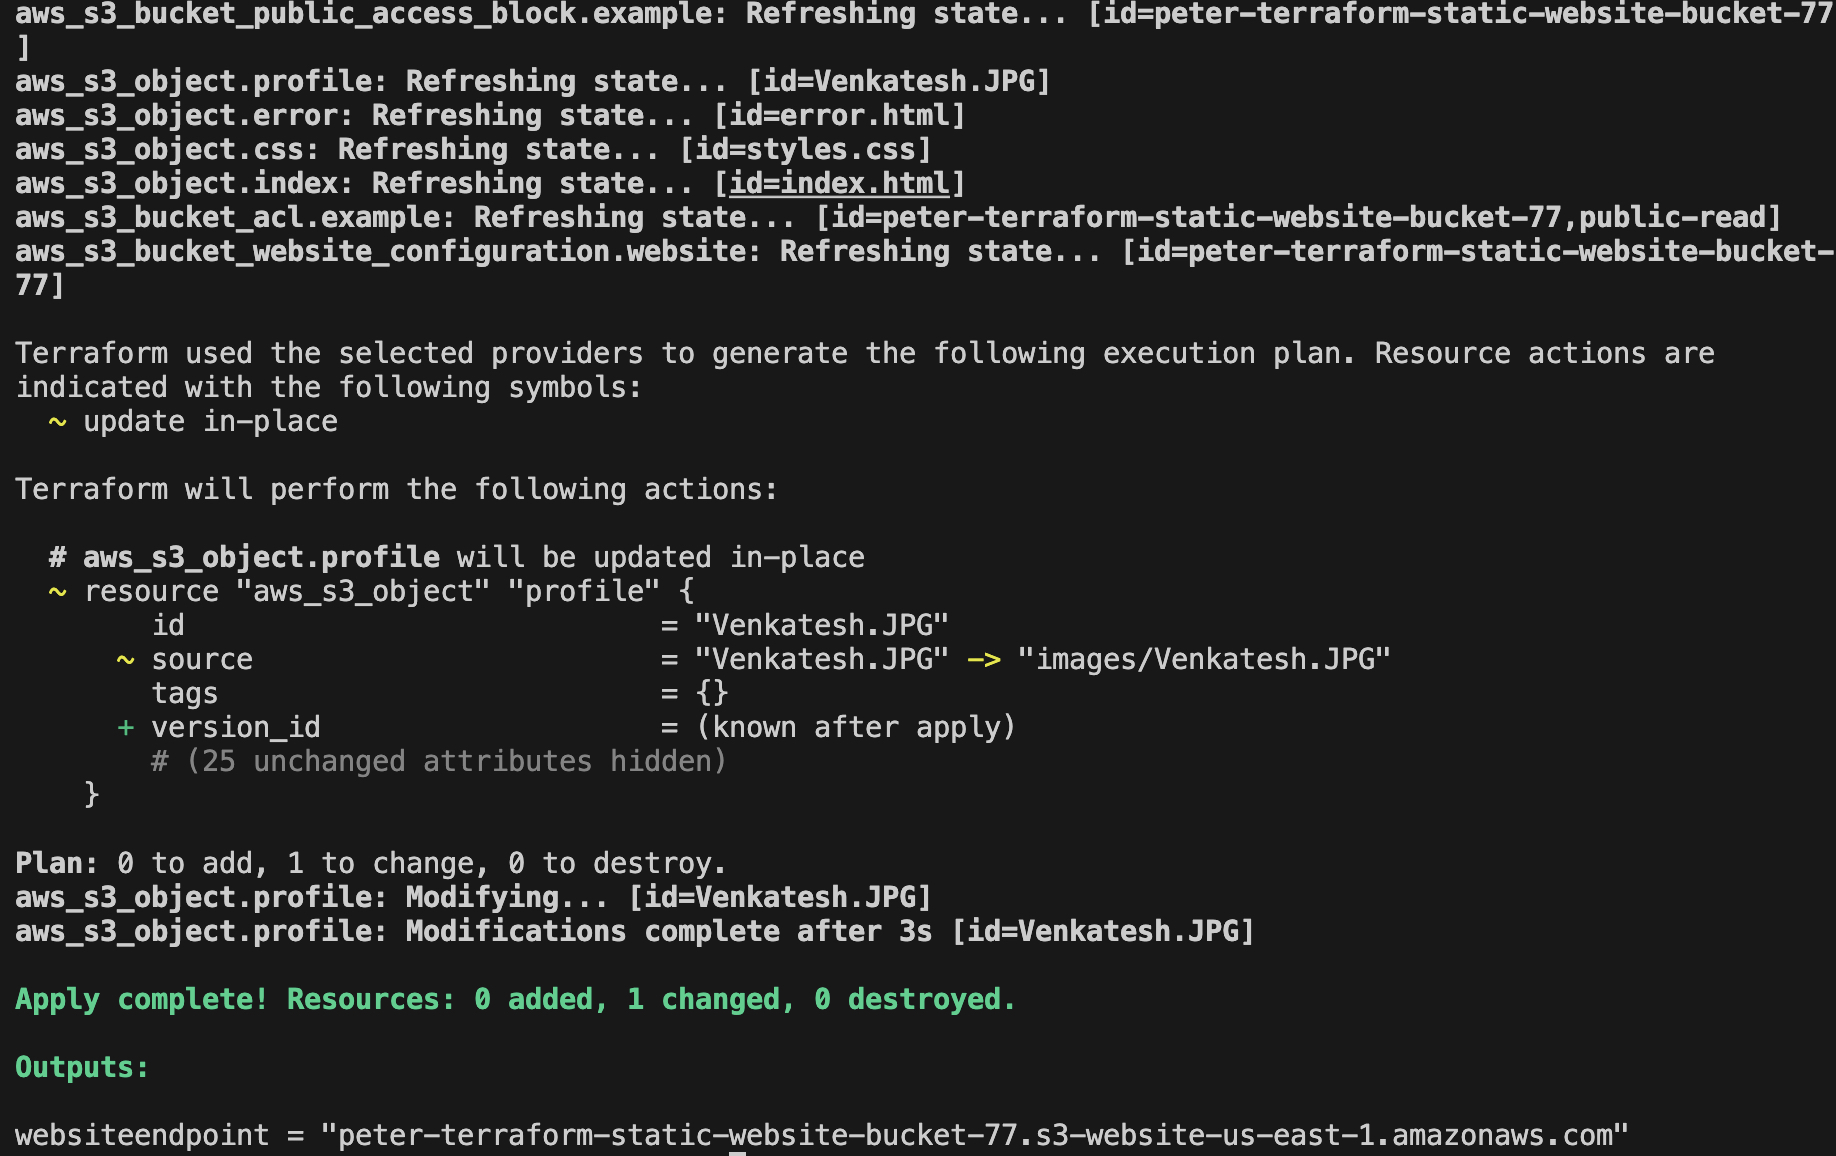 aws_s3_bucket_public_access_block.example: Refreshing state... [id=peter-terraform-static-website-bucket-77
]
aws_s3_object.profile: Refreshing state... [id=Venkatesh.JPG]
aws_s3_object.error: Refreshing state... [id=error.html]
aws_s3_object.css: Refreshing state... [id=styles.css]
aws_s3_object.index: Refreshing state... [id=index.html]
aws_s3_bucket_acl.example: Refreshing state... [id=peter-terraform-static-website-bucket-77,public-read]
aws_s3_bucket_website_configuration.website: Refreshing state... [id=peter-terraform-static-website-bucket-
77]

Terraform used the selected providers to generate the following execution plan. Resource actions are
indicated with the following symbols:
  ~ update in-place

Terraform will perform the following actions:

  # aws_s3_object.profile will be updated in-place
  ~ resource "aws_s3_object" "profile" {
        id                            = "Venkatesh.JPG"
      ~ source                        = "Venkatesh.JPG" -> "images/Venkatesh.JPG"
        tags                          = {}
      + version_id                    = (known after apply)
        # (25 unchanged attributes hidden)
    }

Plan: 0 to add, 1 to change, 0 to destroy.
aws_s3_object.profile: Modifying... [id=Venkatesh.JPG]
aws_s3_object.profile: Modifications complete after 3s [id=Venkatesh.JPG]

Apply complete! Resources: 0 added, 1 changed, 0 destroyed.

Outputs:

websiteendpoint = "peter-terraform-static-website-bucket-77.s3-website-us-east-1.amazonaws.com"